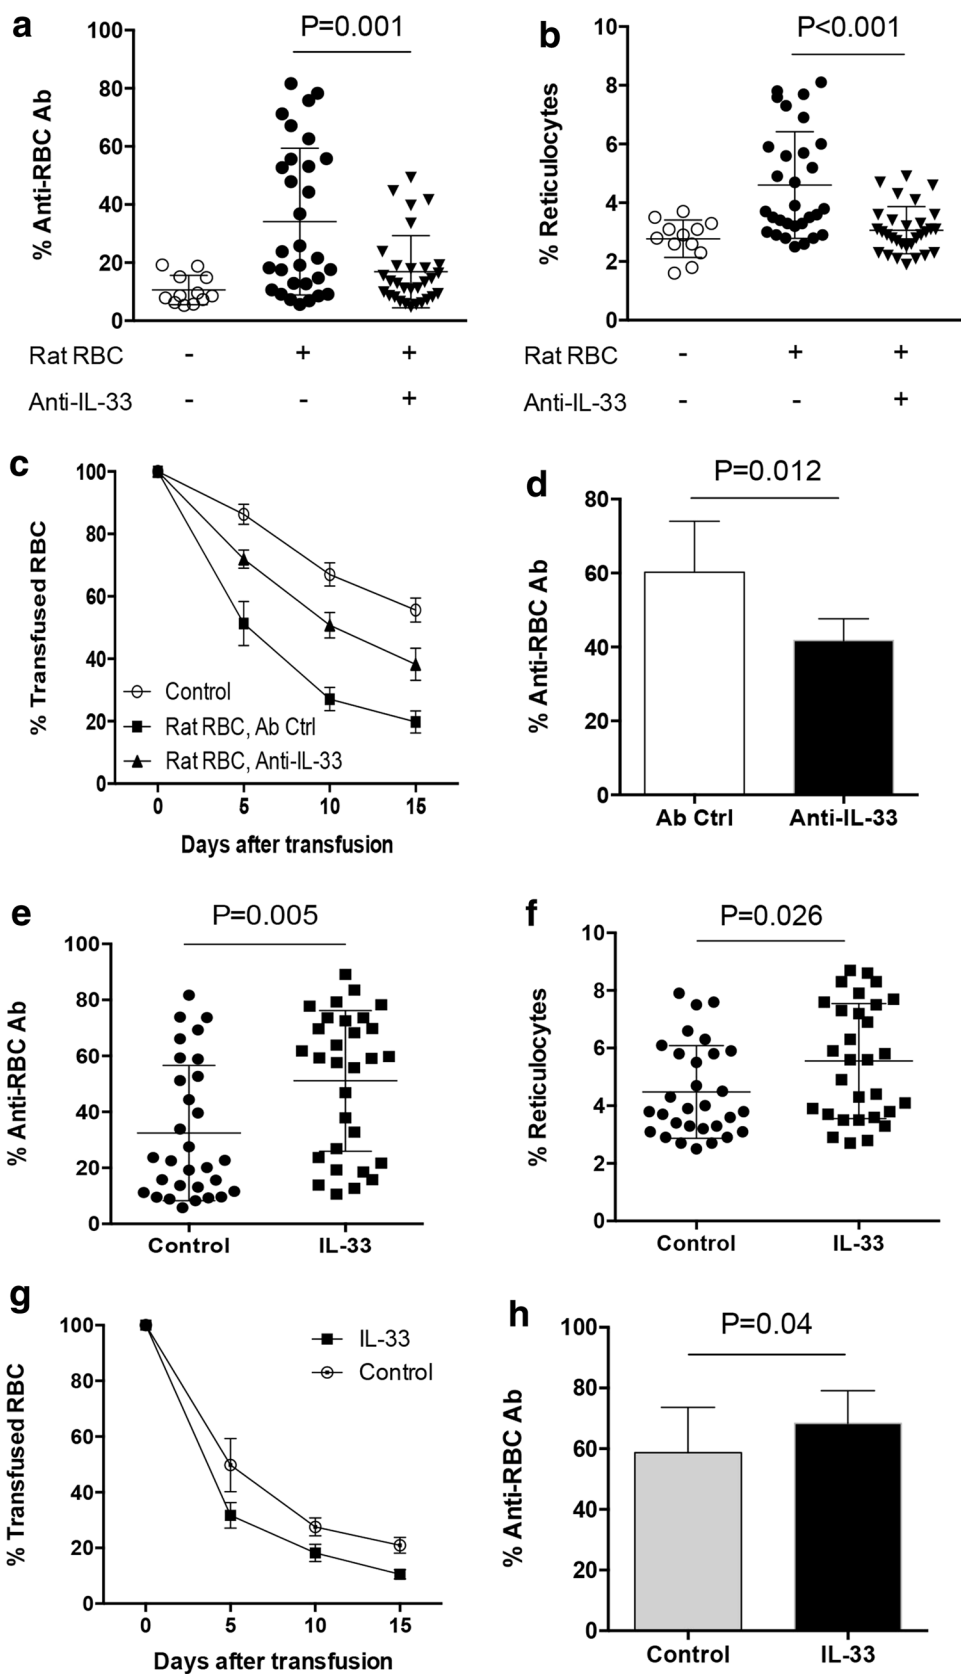 a
P=0.001
% Anti-RBC Ab
100
80
60
40
20
0
Rat RBC - + +
Anti-IL-33 - - +
b
P<0.001
% Reticulocytes
10
8
6
4
2
0
Rat RBC - + +
Anti-IL-33 - - +
c
% Transfused RBC
100
80
60
40
20
0
Control
Rat RBC, Ab Ctrl
Rat RBC, Anti-IL-33
0 5 10 15
Days after transfusion
d
P=0.012
% Anti-RBC Ab
80
60
40
20
0
Ab Ctrl Anti-IL-33
e
P=0.005
% Anti-RBC Ab
100
80
60
40
20
0
Control IL-33
f
P=0.026
% Reticulocytes
10
8
6
4
2
0
Control IL-33
g
% Transfused RBC
100
80
60
40
20
0
IL-33
Control
0 5 10 15
Days after transfusion
h
P=0.04
% Anti-RBC Ab
100
80
60
40
20
0
Control IL-33